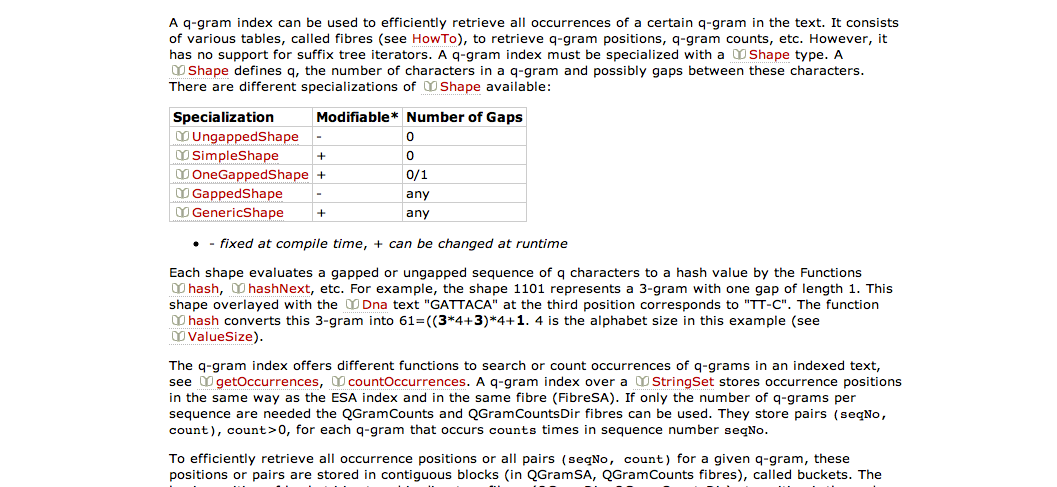 A q-gram index can be used to efficiently retrieve all occurrences of a certain q-gram in the text. It consists
of various tables, called fibres (see HowTo), to retrieve q-gram positions, q-gram counts, etc. However, it
has no support for suffix tree iterators. A q-gram index must be specialized with a Shape type. A
Shape defines q, the number of characters in a q-gram and possibly gaps between these characters.
There are different specializations of Shape available:
Specialization Modifiable* Number of Gaps
UngappedShape - 0
SimpleShape + 0
OneGappedShape + 0/1
GappedShape - any
GenericShape + any
• - fixed at compile time, + can be changed at runtime
Each shape evaluates a gapped or ungapped sequence of q characters to a hash value by the Functions
hash, hashNext, etc. For example, the shape 1101 represents a 3-gram with one gap of length 1. This
shape overlayed with the Dna text "GATTACA" at the third position corresponds to "TT-C". The function
hash converts this 3-gram into 61=((3*4+3)*4+1. 4 is the alphabet size in this example (see
ValueSize).
The q-gram index offers different functions to search or count occurrences of q-grams in an indexed text,
see getOccurrences, countOccurrences. A q-gram index over a StringSet stores occurrence positions
in the same way as the ESA index and in the same fibre (FibreSA). If only the number of q-grams per
sequence are needed the QGramCounts and QGramCountsDir fibres can be used. They store pairs (seqNo,
count), count>0, for each q-gram that occurs counts times in sequence number seqNo.
To efficiently retrieve all occurrence positions or all pairs (seqNo, count) for a given q-gram, these
positions or pairs are stored in contiguous blocks (in QGramSA, QGramCounts fibres), called buckets. The